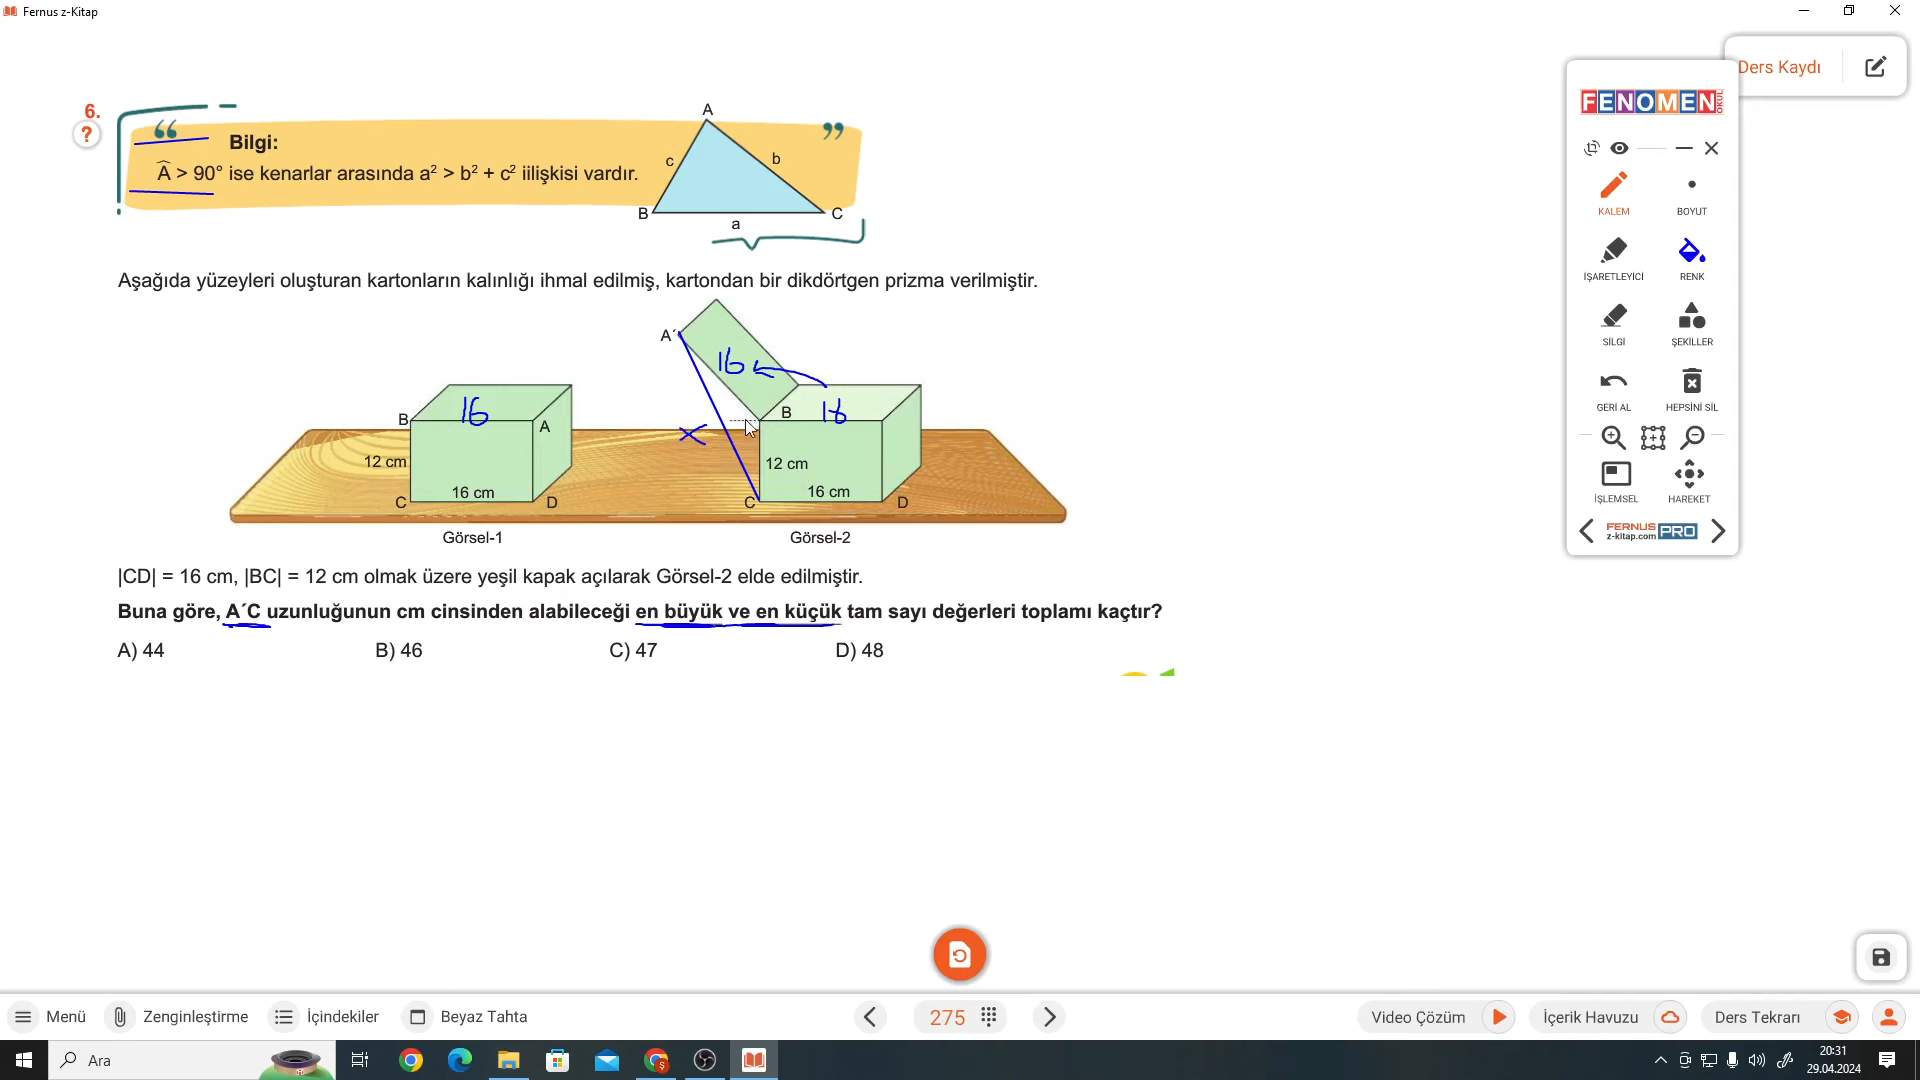 Fernus z-Kitap
Ders Kaydı
FENOMEN OKUL
KALEM
BOYUT
İŞARETLEYİCİ
RENK
SİLGİ
ŞEKİLLER
GERİ AL
HEPSİNİ SİL
İŞLEMSEL
HAREKET
FERNUS PRO
z-kitap.com
6.
?
“
Bilgi:
”
A > 90° ise kenarlar arasında a² > b² + c² iilişkisi vardır.
A
c
b
B
a
C
Aşağıda yüzeyleri oluşturan kartonların kalınlığı ihmal edilmiş, kartondan bir dikdörtgen prizma verilmiştir.
B
16
A
12 cm
C
16 cm
D
Görsel-1
A´
16
B
16
x
12 cm
C
16 cm
D
Görsel-2
|CD| = 16 cm, |BC| = 12 cm olmak üzere yeşil kapak açılarak Görsel-2 elde edilmiştir.
Buna göre, A´C uzunluğunun cm cinsinden alabileceği en büyük ve en küçük tam sayı değerleri toplamı kaçtır?
A) 44 B) 46 C) 47 D) 48
Menü Zenginleştirme İçindekiler Beyaz Tahta 275 Video Çözüm İçerik Havuzu Ders Tekrarı
Ara
20:31
29.04.2024